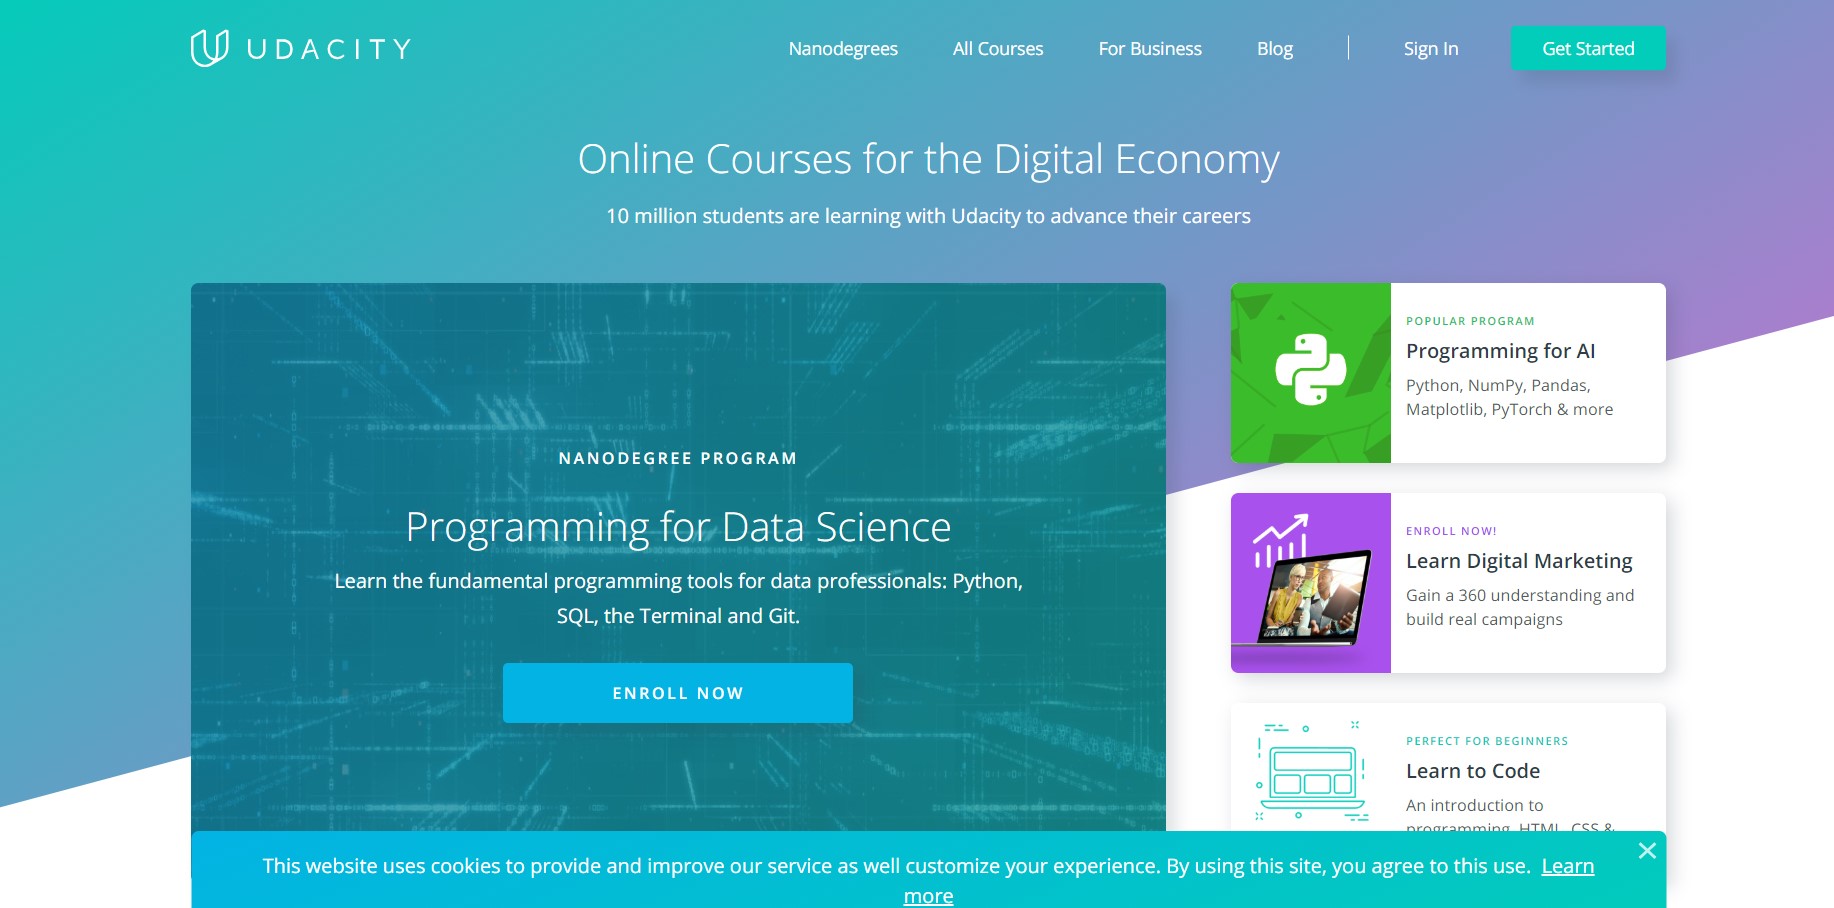 UDACITY
Nanodegrees
All Courses
For Business
Blog
Sign In
Get Started
Online Courses for the Digital Economy
10 million students are learning with Udacity to advance their careers
NANODEGREE PROGRAM
Programming for Data Science
Learn the fundamental programming tools for data professionals: Python,
SQL, the Terminal and Git.
ENROLL NOW
POPULAR PROGRAM
Programming for AI
Python, NumPy, Pandas,
Matplotlib, PyTorch & more
ENROLL NOW!
Learn Digital Marketing
Gain a 360 understanding and
build real campaigns
PERFECT FOR BEGINNERS
Learn to Code
An introduction to
programming, HTML, CSS &
This website uses cookies to provide and improve our service as well customize your experience. By using this site, you agree to this use. Learn
more